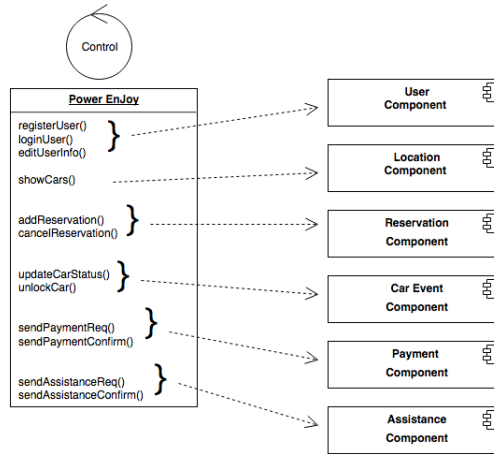 Control
Power EnJoy
registerUser()
loginUser()
editUserInfo()
showCars()
addReservation()
cancelReservation()
updateCarStatus()
unlockCar()
sendPaymentReq()
sendPaymentConfirm()
sendAssistanceReq()
sendAssistanceConfirm()
User
Component
Location
Component
Reservation
Component
Car Event
Component
Payment
Component
Assistance
Component